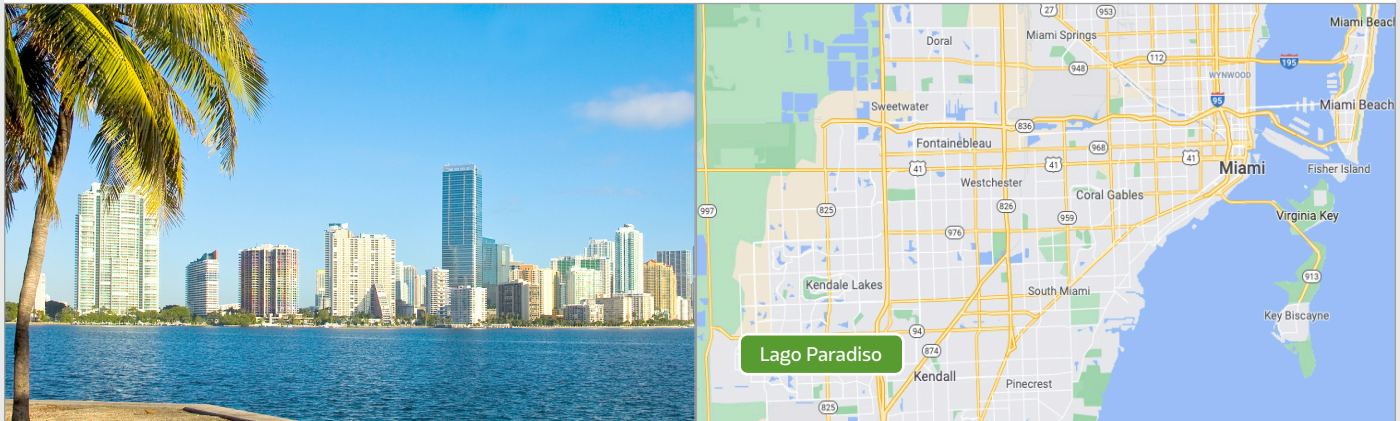 27
953
Miami Beacl
Doral
Miami Springs
948
112
195
WYNWOOD
95
Sweetwater
Miami Beach
836
Fontainebleau
968
41
41
41
Miami
Fisher Island
Westchester
Coral Gables
997
825
826
959
Virginia Key
976
913
Kendale Lakes
South Miami
Key Biscayne
94
Lago Paradiso
874
Kendall
Pinecrest
825